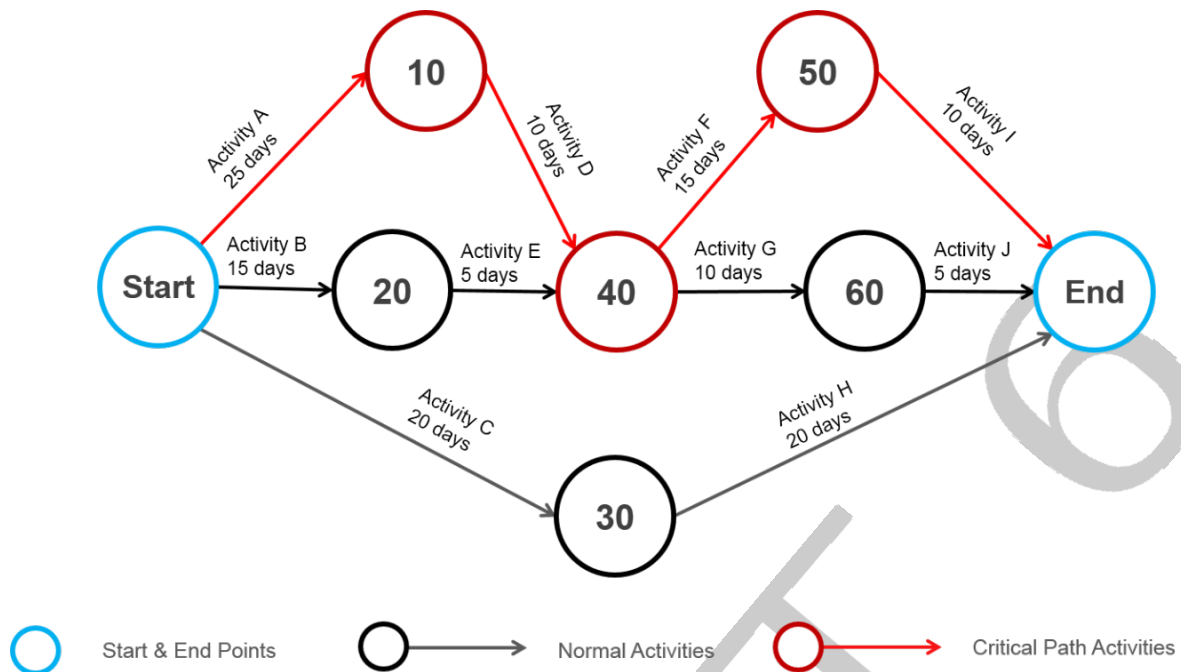 10
50
Activity A
25 days
Activity D
10 days
Activity F
15 days
Activity I
10 days
Start
Activity B
15 days
20
Activity E
5 days
40
Activity G
10 days
60
Activity J
5 days
End
Activity C
20 days
Activity H
20 days
30
Start & End Points
Normal Activities
Critical Path Activities